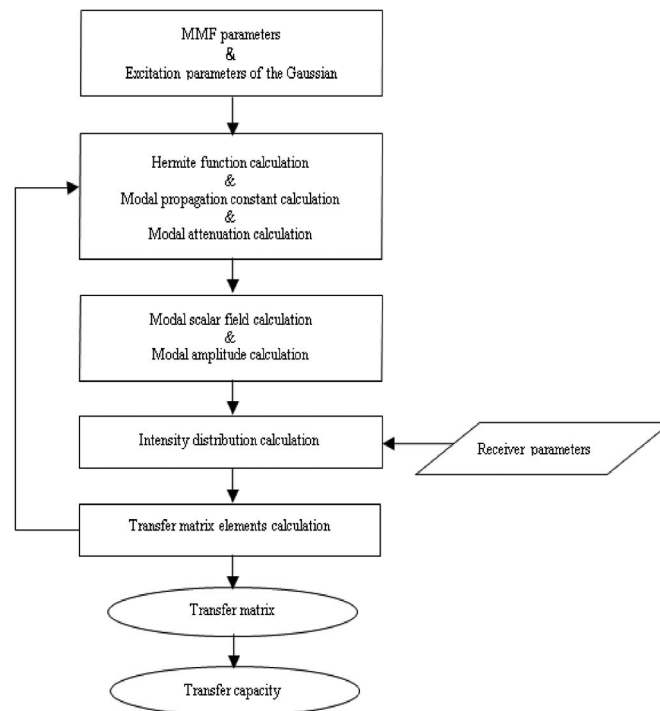 MMF parameters
&
Excitation parameters of the Gaussian
Hermite function calculation
&
Modal propagation constant calculation
&
Modal attenuation calculation
Modal scalar field calculation
&
Modal amplitude calculation
Intensity distribution calculation
Receiver parameters
Transfer matrix elements calculation
Transfer matrix
Transfer capacity